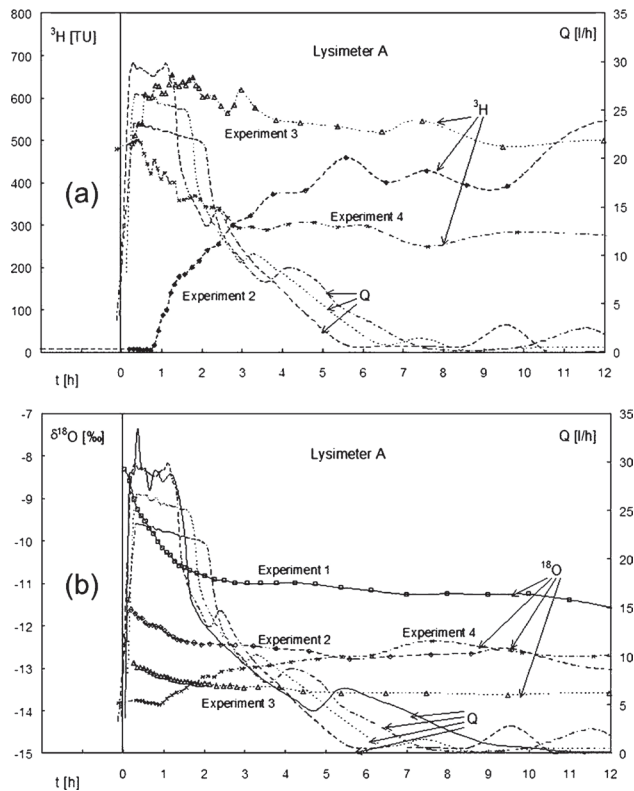 ³H [TU] Lysimeter A Q [l/h]
800 35
700 30
600 25
500 20
400 15
300 10
200 5
100 0
0
³H
Experiment 3
(a)
Experiment 4
Experiment 2
Q
0 1 2 3 4 5 6 7 8 9 10 11 12
t [h]
-7 35
δ¹⁸O [‰] Lysimeter A Q [l/h]
-8 30
-9 25
-10 20
-11 15
-12 10
-13 5
-14 0
-15
Experiment 1
¹⁸O
(b)
Experiment 2
Experiment 4
Experiment 3
Q
0 1 2 3 4 5 6 7 8 9 10 11 12
t [h]